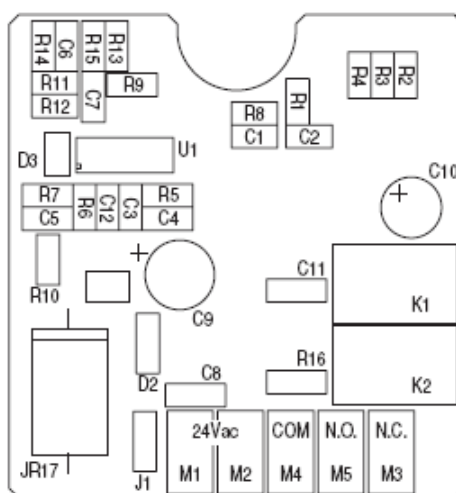 R14 C6 R15 R13
R11 R9
R12 C7
R4 R3 R2
R8 R1
C1 C2
D3 U1
R7 R6 C12 C3 R5
C5 C4
C10
+
R10
+
C9
C11
K1
D2
R16
K2
C8
JR17
J1
24Vac COM N.O. N.C.
M1 M2 M4 M5 M3